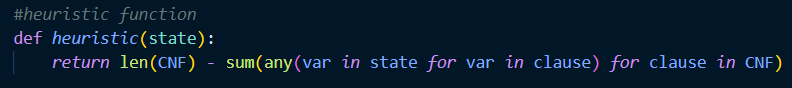 #heuristic function
def heuristic(state):
    return len(CNF) - sum(any(var in state for var in clause) for clause in CNF)